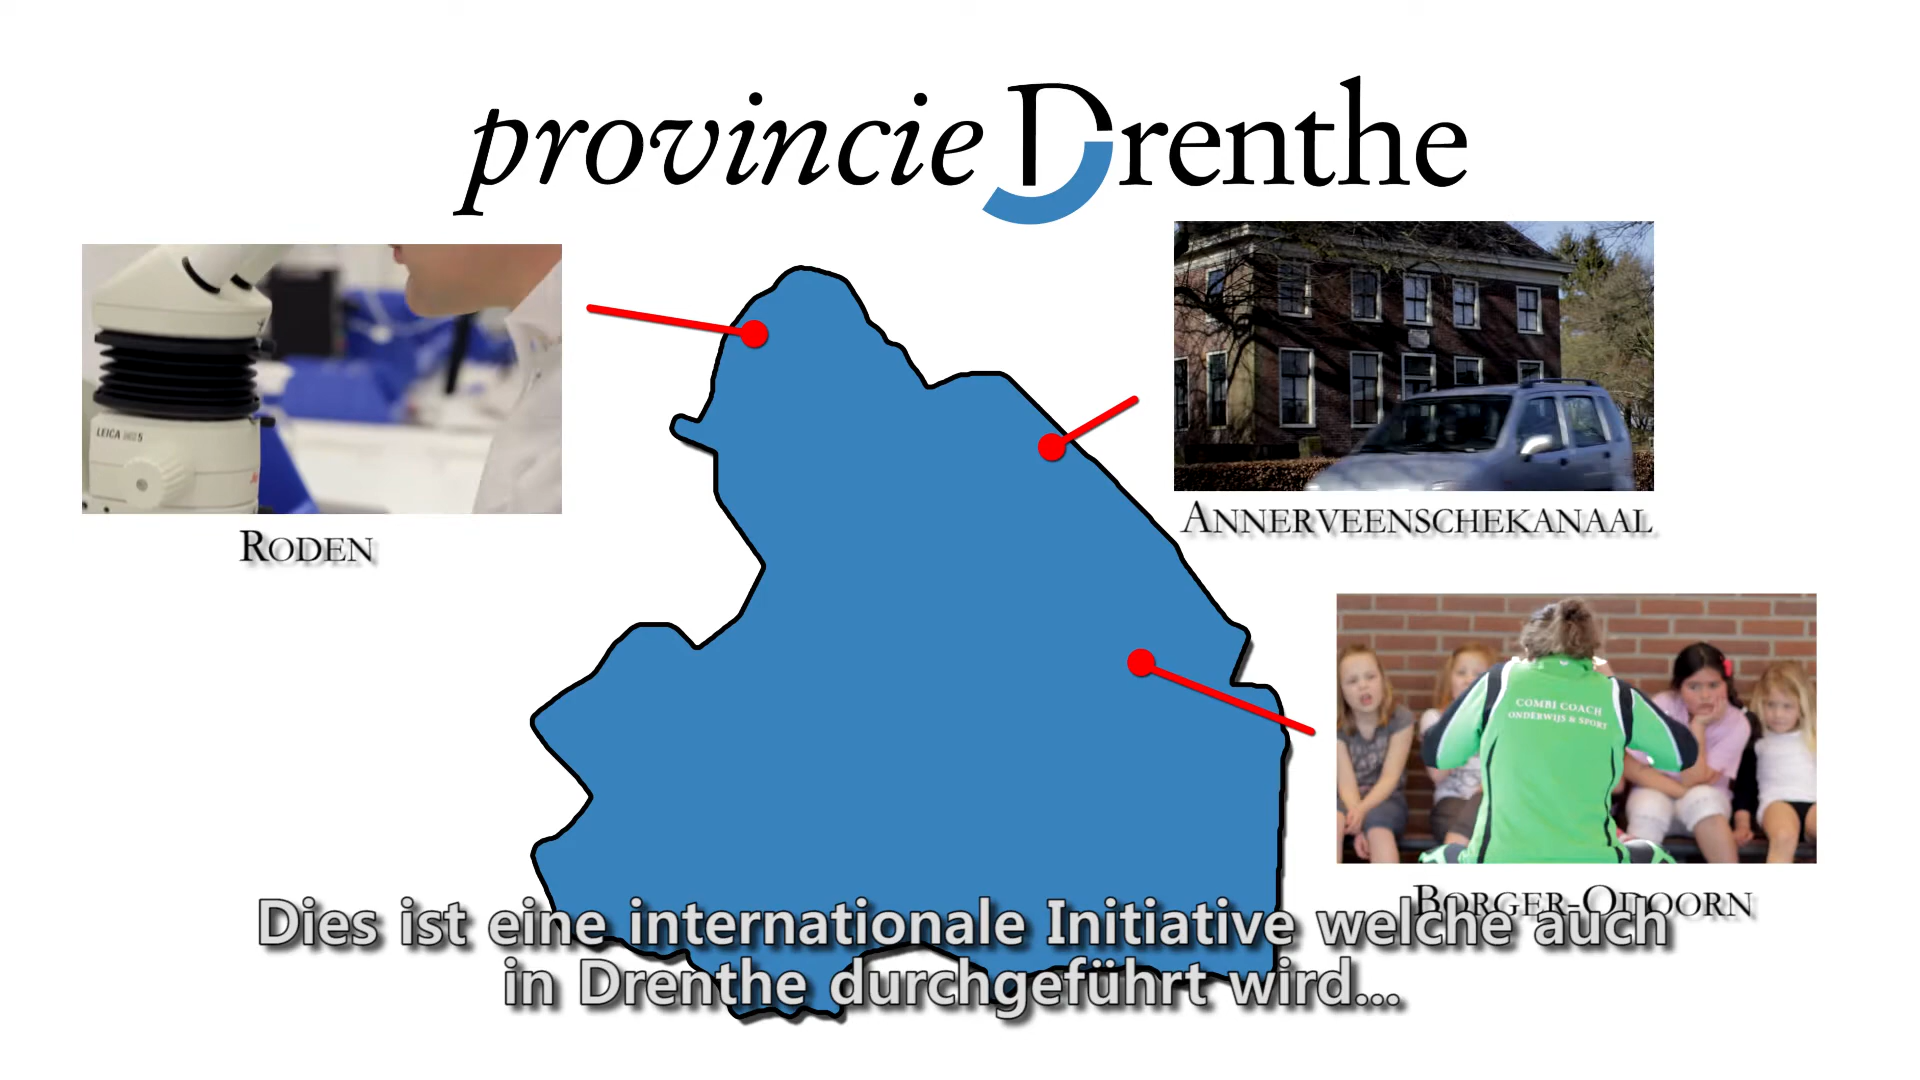 provincie Drenthe
LEICA
RODEN
ANNERVEENSCHEKANAAL
COMBI COACH
ONDERWIJS & SPORT
BORGER-ODOORN
Dies ist eine internationale Initiative welche auch
in Drenthe durchgeführt wird...